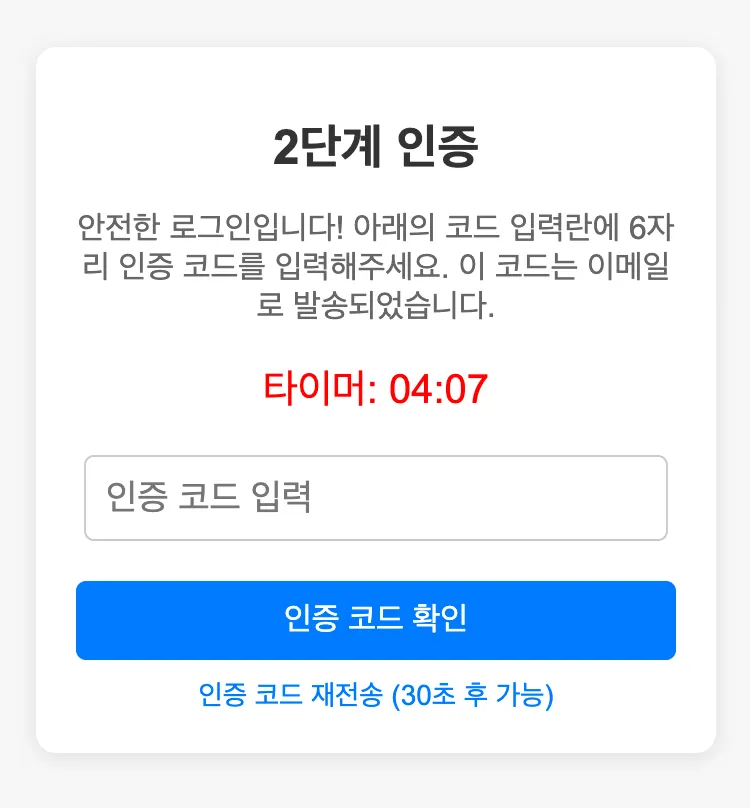 2단계 인증
안전한 로그인입니다! 아래의 코드 입력란에 6자
리 인증 코드를 입력해주세요. 이 코드는 이메일
로 발송되었습니다.
타이머: 04:07
인증 코드 입력
인증 코드 확인
인증 코드 재전송 (30초 후 가능)